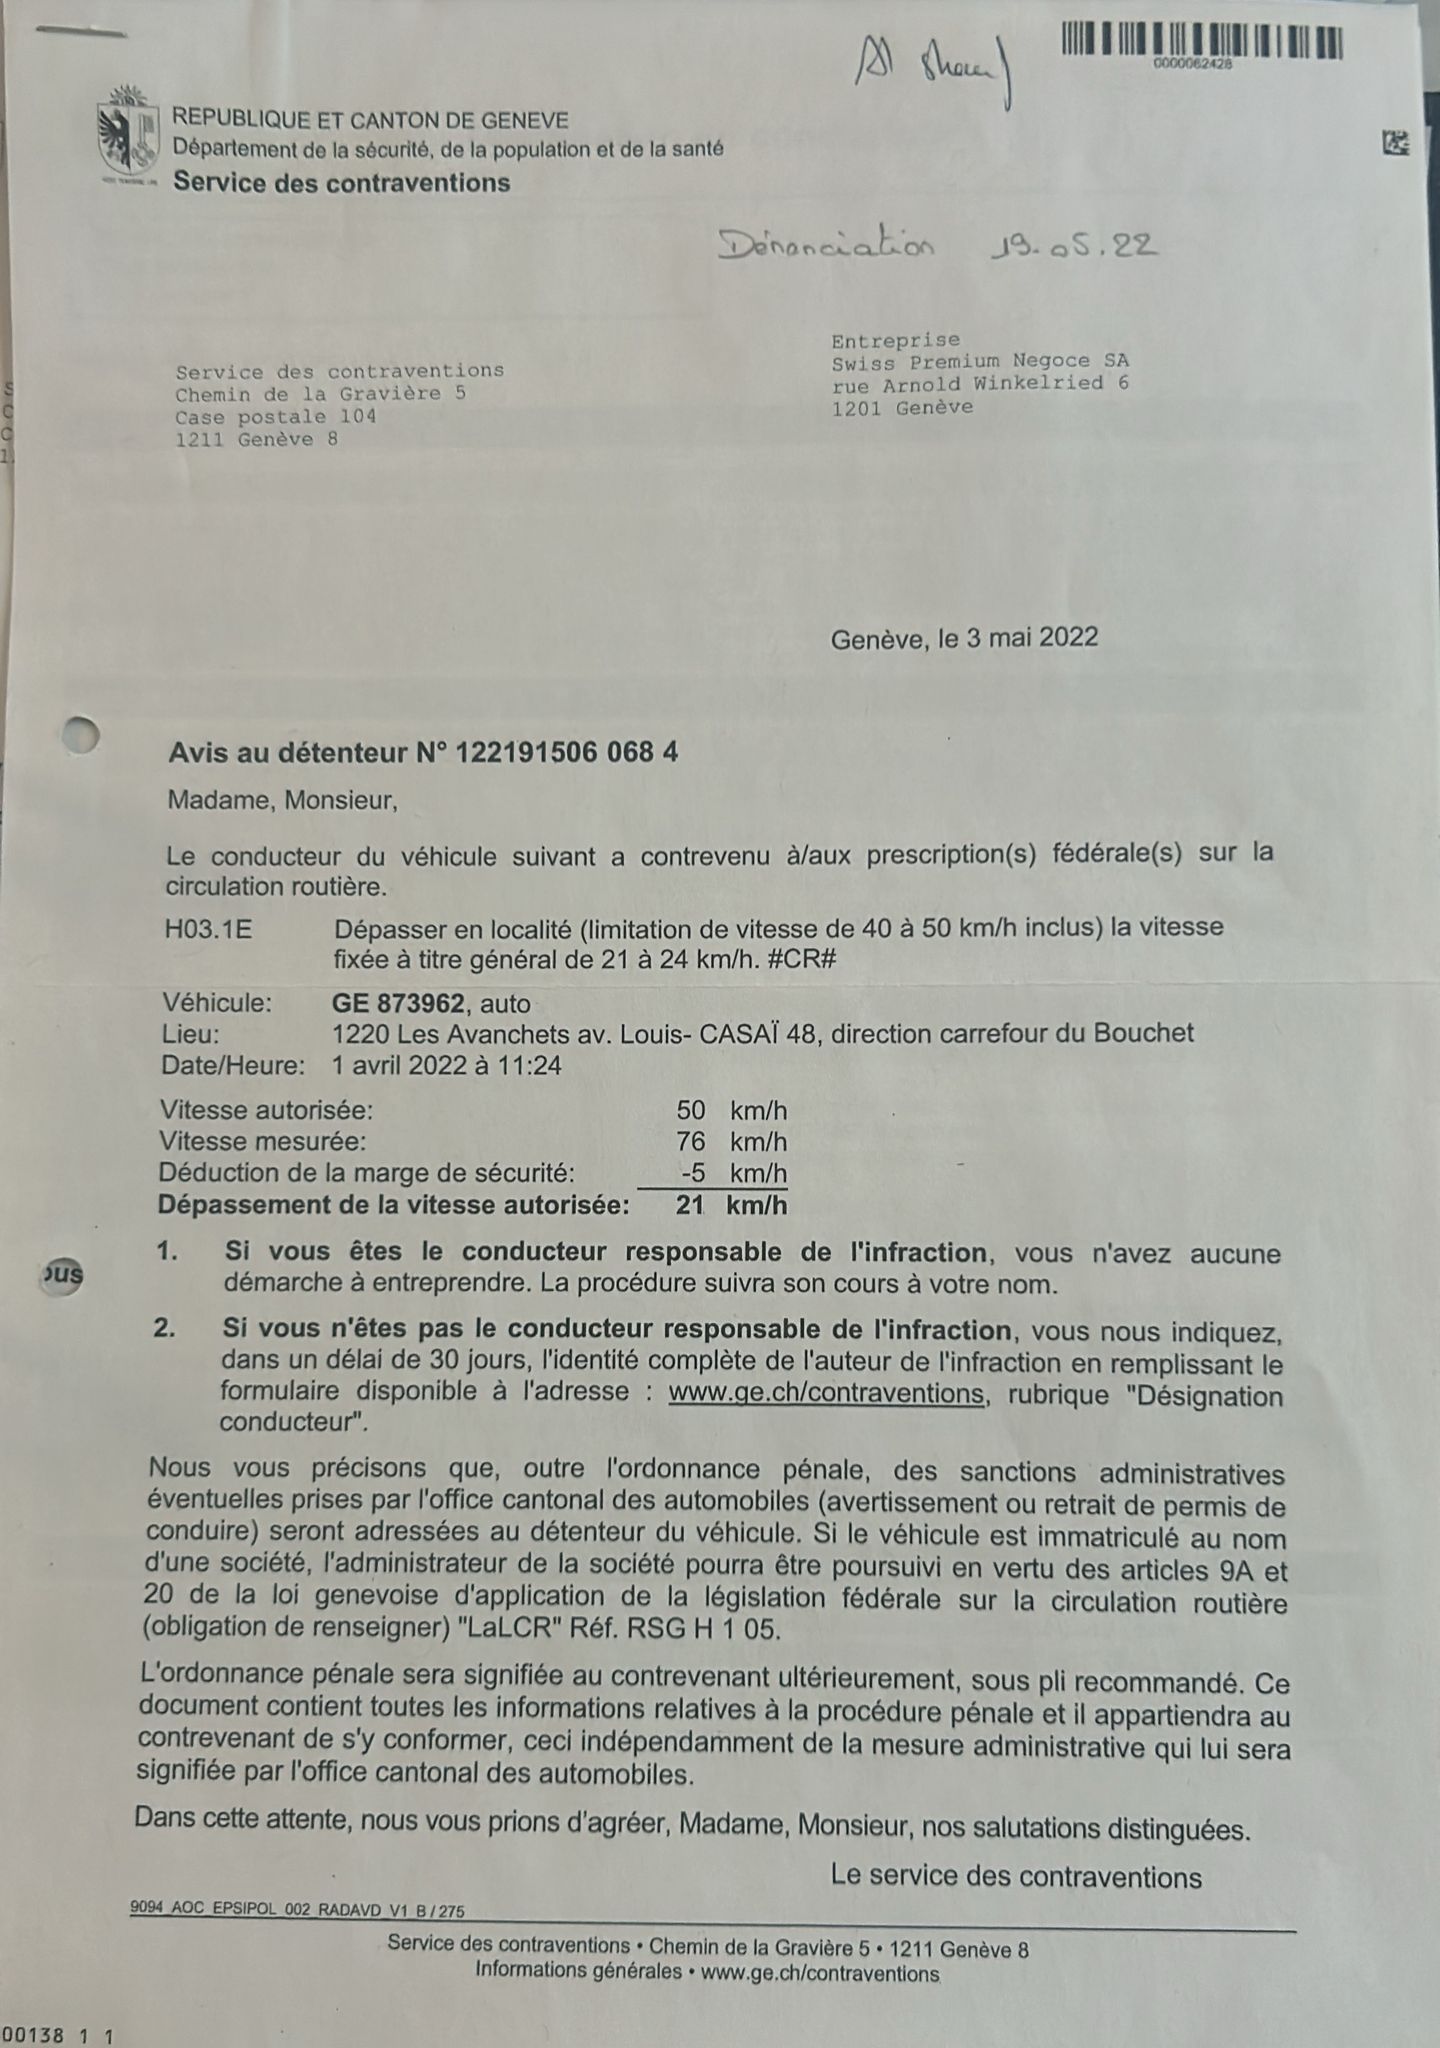 0000062428
REPUBLIQUE ET CANTON DE GENEVE
Département de la sécurité, de la population et de la santé
Service des contraventions
Dénonciation 19.05.22
Entreprise
Swiss Premium Negoce SA
rue Arnold Winkelried 6
1201 Genève
Service des contraventions
Chemin de la Gravière 5
Case postale 104
1211 Genève 8
Genève, le 3 mai 2022
Avis au détenteur N° 122191506 068 4
Madame, Monsieur,
Le conducteur du véhicule suivant a contrevenu à/aux prescription(s) fédérale(s) sur la
circulation routière.
H03.1E Dépasser en localité (limitation de vitesse de 40 à 50 km/h inclus) la vitesse
fixée à titre général de 21 à 24 km/h. #CR#
Véhicule: GE 873962, auto
Lieu: 1220 Les Avanchets av. Louis- CASAÏ 48, direction carrefour du Bouchet
Date/Heure: 1 avril 2022 à 11:24
Vitesse autorisée: 50 km/h
Vitesse mesurée: 76 km/h
Déduction de la marge de sécurité: -5 km/h
Dépassement de la vitesse autorisée: 21 km/h
1. Si vous êtes le conducteur responsable de l'infraction, vous n'avez aucune
démarche à entreprendre. La procédure suivra son cours à votre nom.
2. Si vous n'êtes pas le conducteur responsable de l'infraction, vous nous indiquez,
dans un délai de 30 jours, l'identité complète de l'auteur de l'infraction en remplissant le
formulaire disponible à l'adresse : www.ge.ch/contraventions, rubrique "Désignation
conducteur".
Nous vous précisons que, outre l'ordonnance pénale, des sanctions administratives
éventuelles prises par l'office cantonal des automobiles (avertissement ou retrait de permis de
conduire) seront adressées au détenteur du véhicule. Si le véhicule est immatriculé au nom
d'une société, l'administrateur de la société pourra être poursuivi en vertu des articles 9A et
20 de la loi genevoise d'application de la législation fédérale sur la circulation routière
(obligation de renseigner) "LaLCR" Réf. RSG H 1 05.
L'ordonnance pénale sera signifiée au contrevenant ultérieurement, sous pli recommandé. Ce
document contient toutes les informations relatives à la procédure pénale et il appartiendra au
contrevenant de s'y conformer, ceci indépendamment de la mesure administrative qui lui sera
signifiée par l'office cantonal des automobiles.
Dans cette attente, nous vous prions d'agréer, Madame, Monsieur, nos salutations distinguées.
Le service des contraventions
9094_AOC_EPSIPOL_002_RADAVD_V1_B / 275
Service des contraventions • Chemin de la Gravière 5 • 1211 Genève 8
Informations générales • www.ge.ch/contraventions
00138 1 1